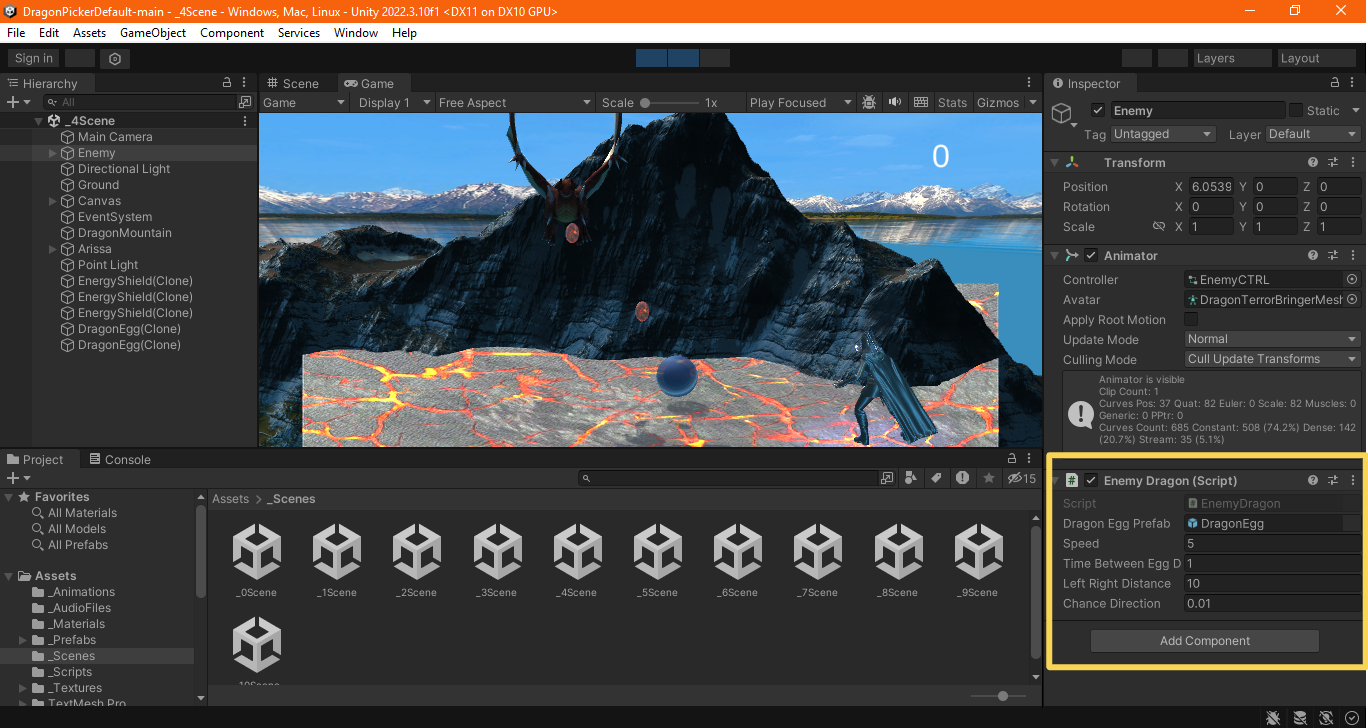 DragonPickerDefault-main - _4Scene - Windows, Mac, Linux - Unity 2022.3.10f1 <DX11 on DX10 GPU>
File Edit Assets GameObject Component Services Window Help
Sign in Layers Layout
Hierarchy
All
_4Scene
Main Camera
Enemy
Directional Light
Ground
Canvas
EventSystem
DragonMountain
Arissa
Point Light
EnergyShield(Clone)
EnergyShield(Clone)
EnergyShield(Clone)
DragonEgg(Clone)
DragonEgg(Clone)
Scene Game
Game Display 1 Free Aspect Scale 1x Play Focused Stats Gizmos
0
Inspector
Enemy Static
Tag Untagged Layer Default
Transform
Position X 6.0539 Y 0 Z 0
Rotation X 0 Y 0 Z 0
Scale X 1 Y 1 Z 1
Animator
Controller EnemyCTRL
Avatar DragonTerrorBringerMesh
Apply Root Motion
Update Mode Normal
Culling Mode Cull Update Transforms
Animator is visible
Clip Count: 1
Curves Pos: 37 Quat: 82 Euler: 0 Scale: 82 Muscles: 0
Generic: 0 PPtr: 0
Curves Count: 685 Constant: 508 (74.2%) Dense: 142
(20.7%) Stream: 35 (5.1%)
# Enemy Dragon (Script)
Script EnemyDragon
Dragon Egg Prefab DragonEgg
Speed 5
Time Between Egg D 1
Left Right Distance 10
Chance Direction 0.01
Add Component
Project Console
15
Favorites
All Materials
All Models
All Prefabs
Assets
_Animations
_AudioFiles
_Materials
_Prefabs
_Scenes
_Scripts
_Textures
TextMesh Pro
Assets > _Scenes
_0Scene _1Scene _2Scene _3Scene _4Scene _5Scene _6Scene _7Scene _8Scene _9Scene
_10Scene